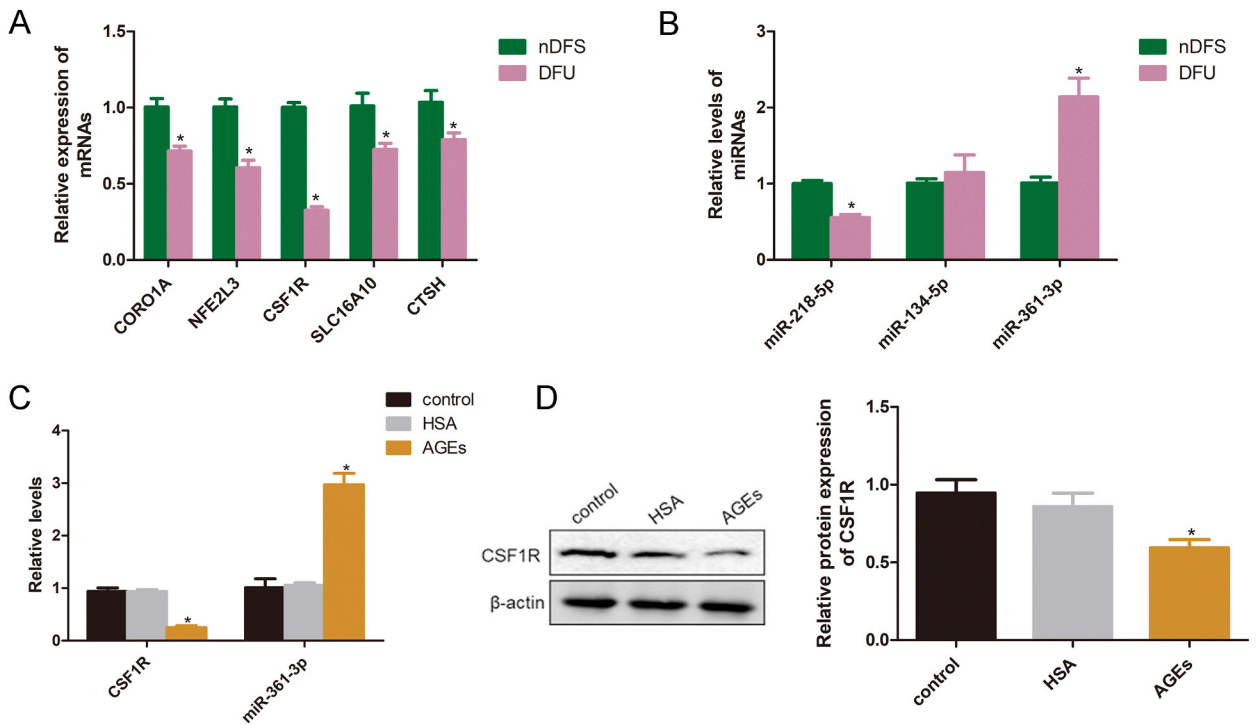 A
Relative expression of
mRNAs
1.5
1.0
0.5
0.0
*
*
*
*
*
CORO1A
NFE2L3
CSF1R
SLC16A10
CTSH
nDFS
DFU
B
Relative levels of
miRNAs
3
2
1
0
*
*
miR-218-5p
miR-134-5p
miR-361-3p
nDFS
DFU
C
Relative levels
4
3
2
1
0
*
*
CSF1R
miR-361-3p
control
HSA
AGEs
D
control
HSA
AGEs
CSF1R
β-actin
Relative protein expression
of CSF1R
1.5
1.0
0.5
0.0
*
control
HSA
AGEs